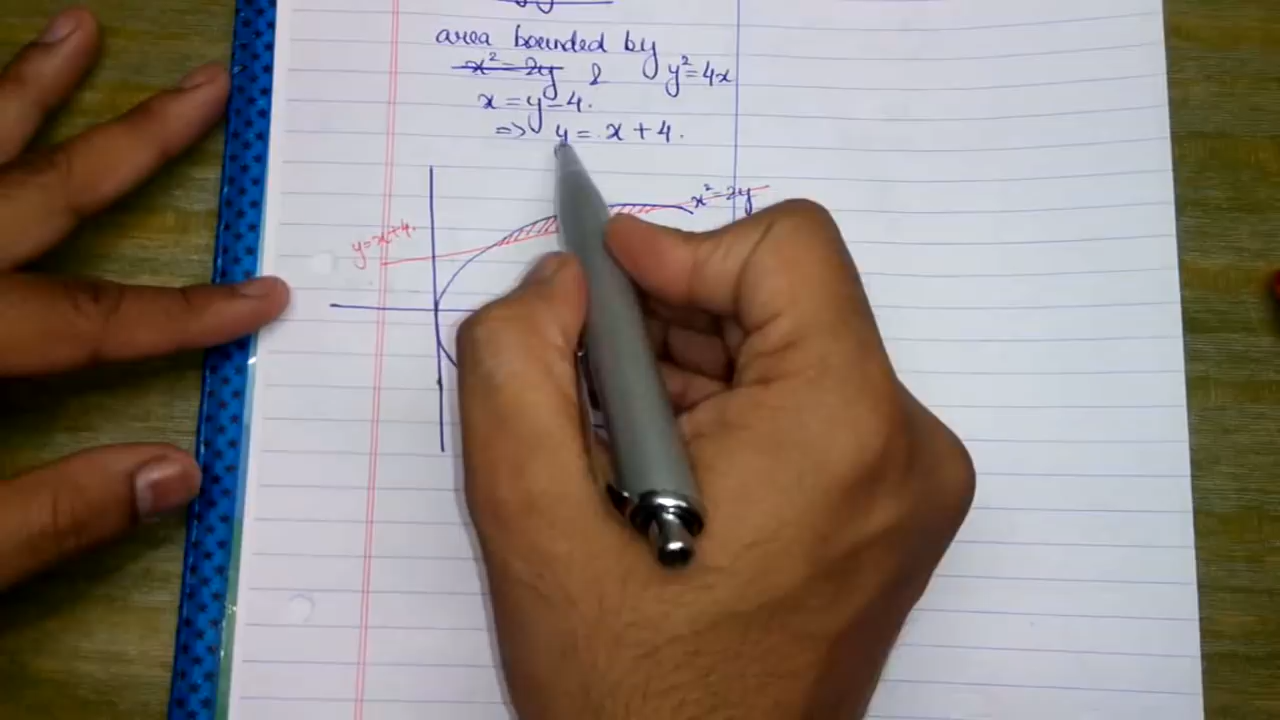 area bounded by
x² = 2y & y² = 4x
x = y - 4.
=> y = x + 4.
x² = 2y
y = x + 4.